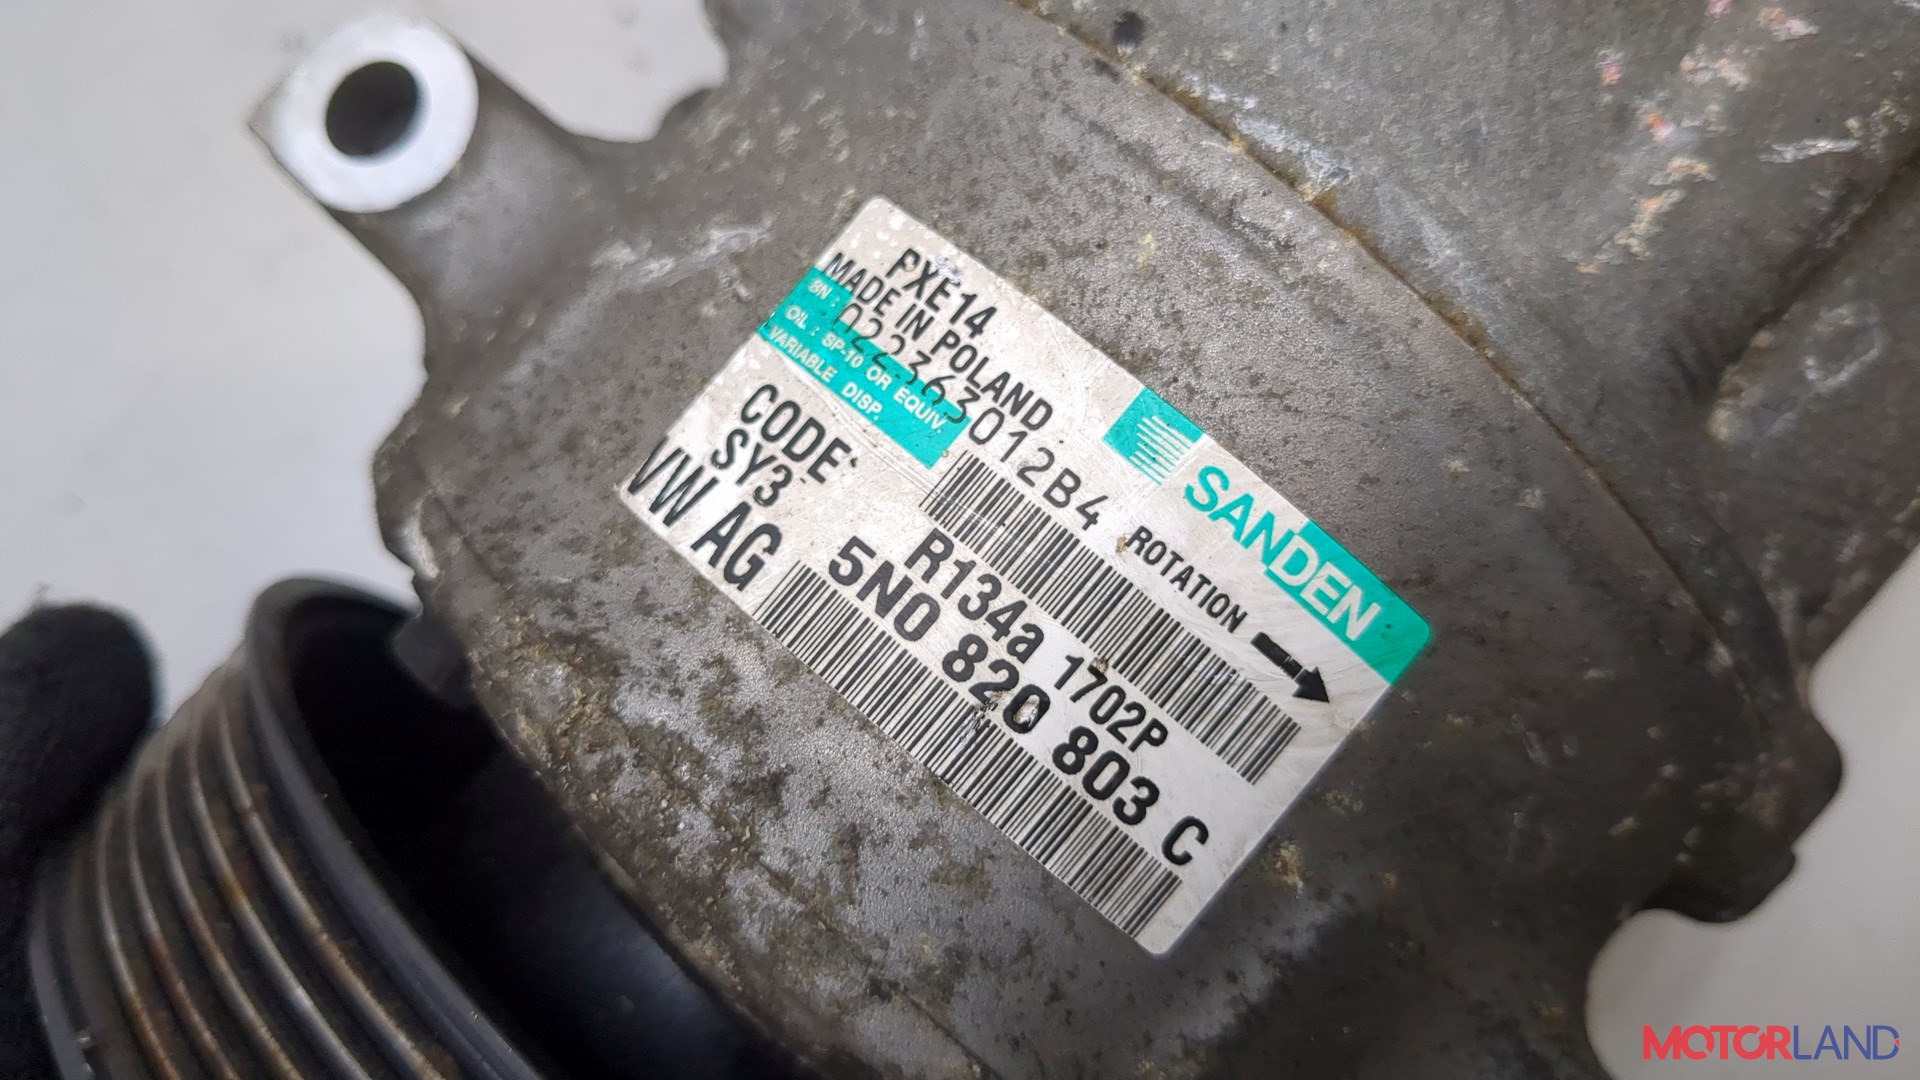 PXE14
MADE IN POLAND
SN: 0223633012B4
OIL: SP-10 OR EQUIV.
VARIABLE DISP.
SANDEN
ROTATION
CODE
SY3
VW AG
R134a 1702P
5N0 820 803 C
MOTORLAND